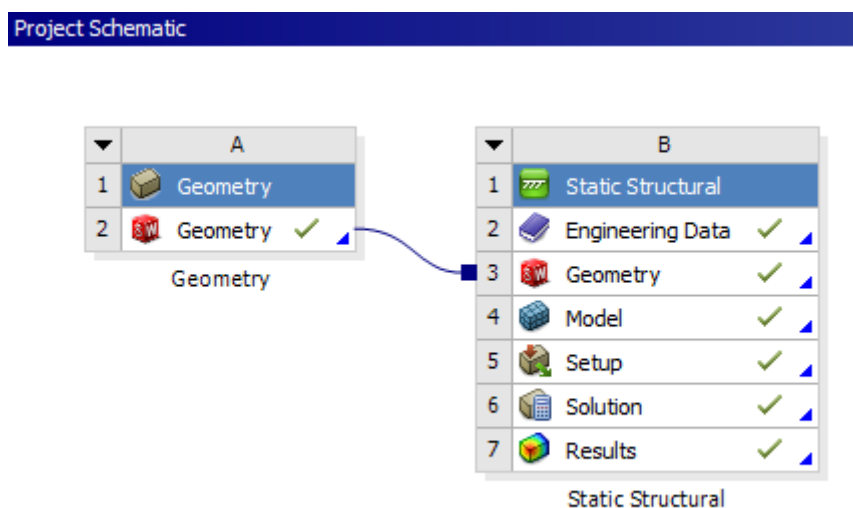 Project Schematic
A
1 Geometry
2 Geometry
Geometry
B
1 Static Structural
2 Engineering Data
3 Geometry
4 Model
5 Setup
6 Solution
7 Results
Static Structural